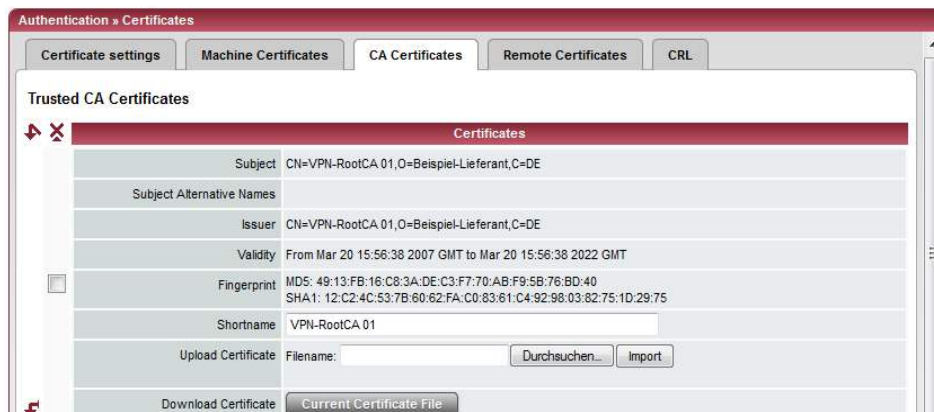 Authentication » Certificates
Certificate settings
Machine Certificates
CA Certificates
Remote Certificates
CRL
Trusted CA Certificates
Certificates
Subject CN=VPN-RootCA 01,O=Beispiel-Lieferant,C=DE
Subject Alternative Names
Issuer CN=VPN-RootCA 01,O=Beispiel-Lieferant,C=DE
Validity From Mar 20 15:56:38 2007 GMT to Mar 20 15:56:38 2022 GMT
Fingerprint MD5: 49:13:FB:16:C8:3A:DE:C3:F7:70:AB:F9:5B:76:BD:40
SHA1: 12:C2:4C:53:7B:60:62:FA:C0:83:61:C4:92:98:03:82:75:1D:29:75
Shortname VPN-RootCA 01
Upload Certificate Filename: Durchsuchen... Import
Download Certificate Current Certificate File